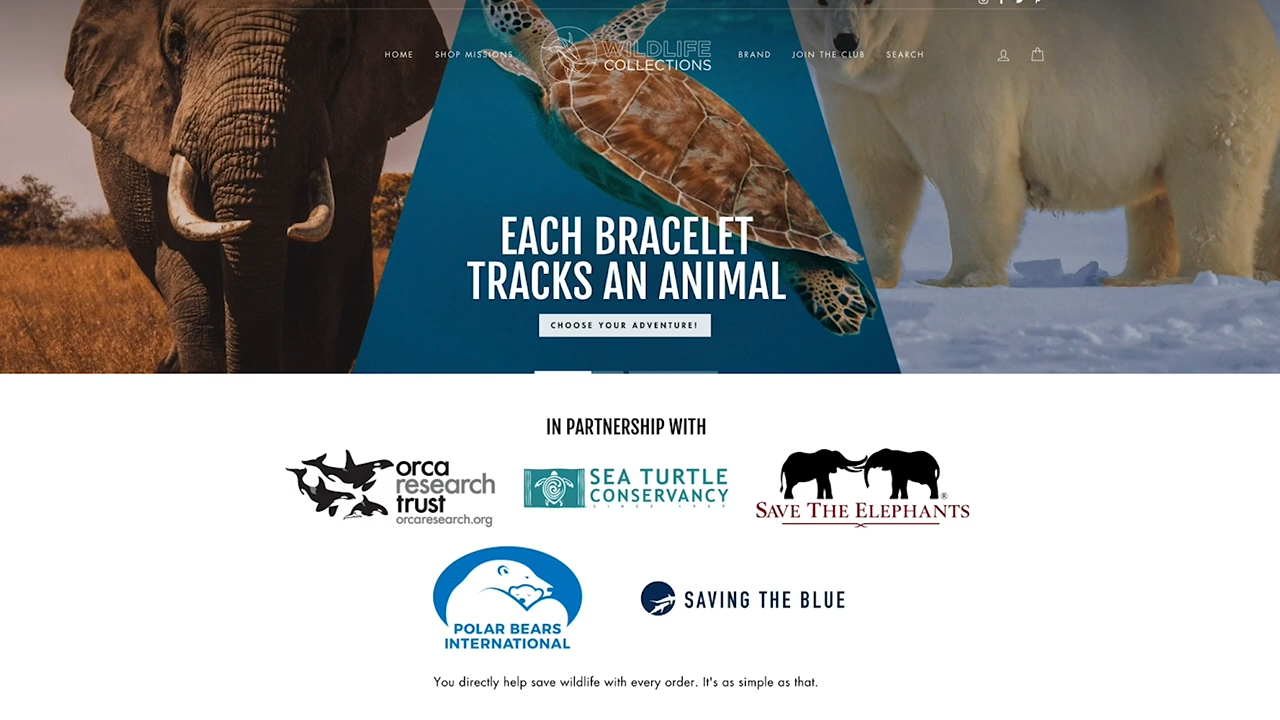 HOME SHOP MISSIONS WILDLIFE COLLECTIONS BRAND JOIN THE CLUB SEARCH
EACH BRACELET
TRACKS AN ANIMAL
CHOOSE YOUR ADVENTURE!
IN PARTNERSHIP WITH
orca
research
trust
orcaresearch.org
SEA TURTLE
CONSERVANCY
SINCE 1959
SAVE THE ELEPHANTS®
POLAR BEARS
INTERNATIONAL
SAVING THE BLUE
You directly help save wildlife with every order. It's as simple as that.